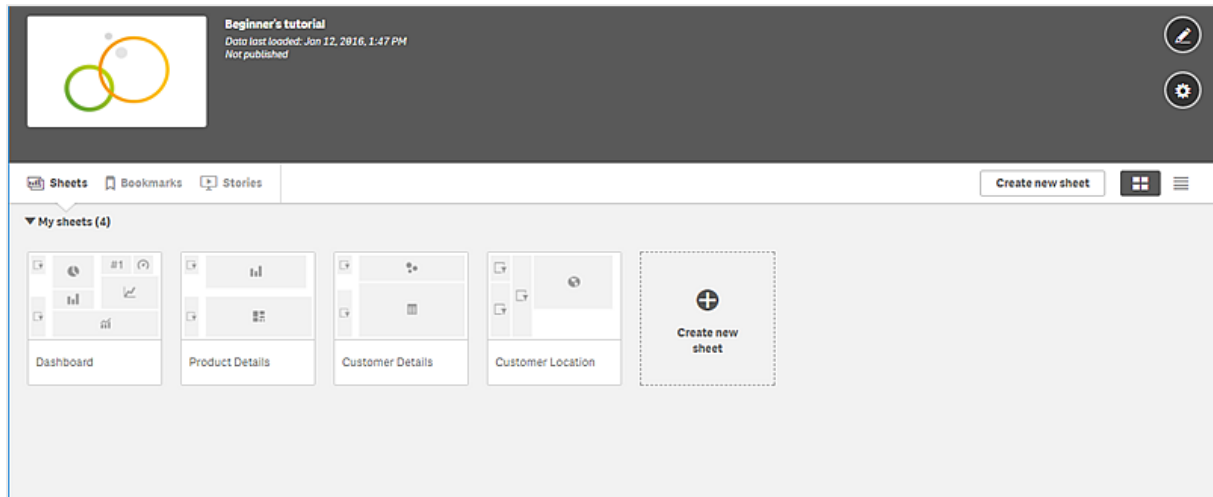 Beginner's tutorial
Data last loaded: Jan 12, 2016, 1:47 PM
Not published
Sheets Bookmarks Stories
Create new sheet
My sheets (4)
#1
Dashboard
Product Details
Customer Details
Customer Location
Create new
sheet